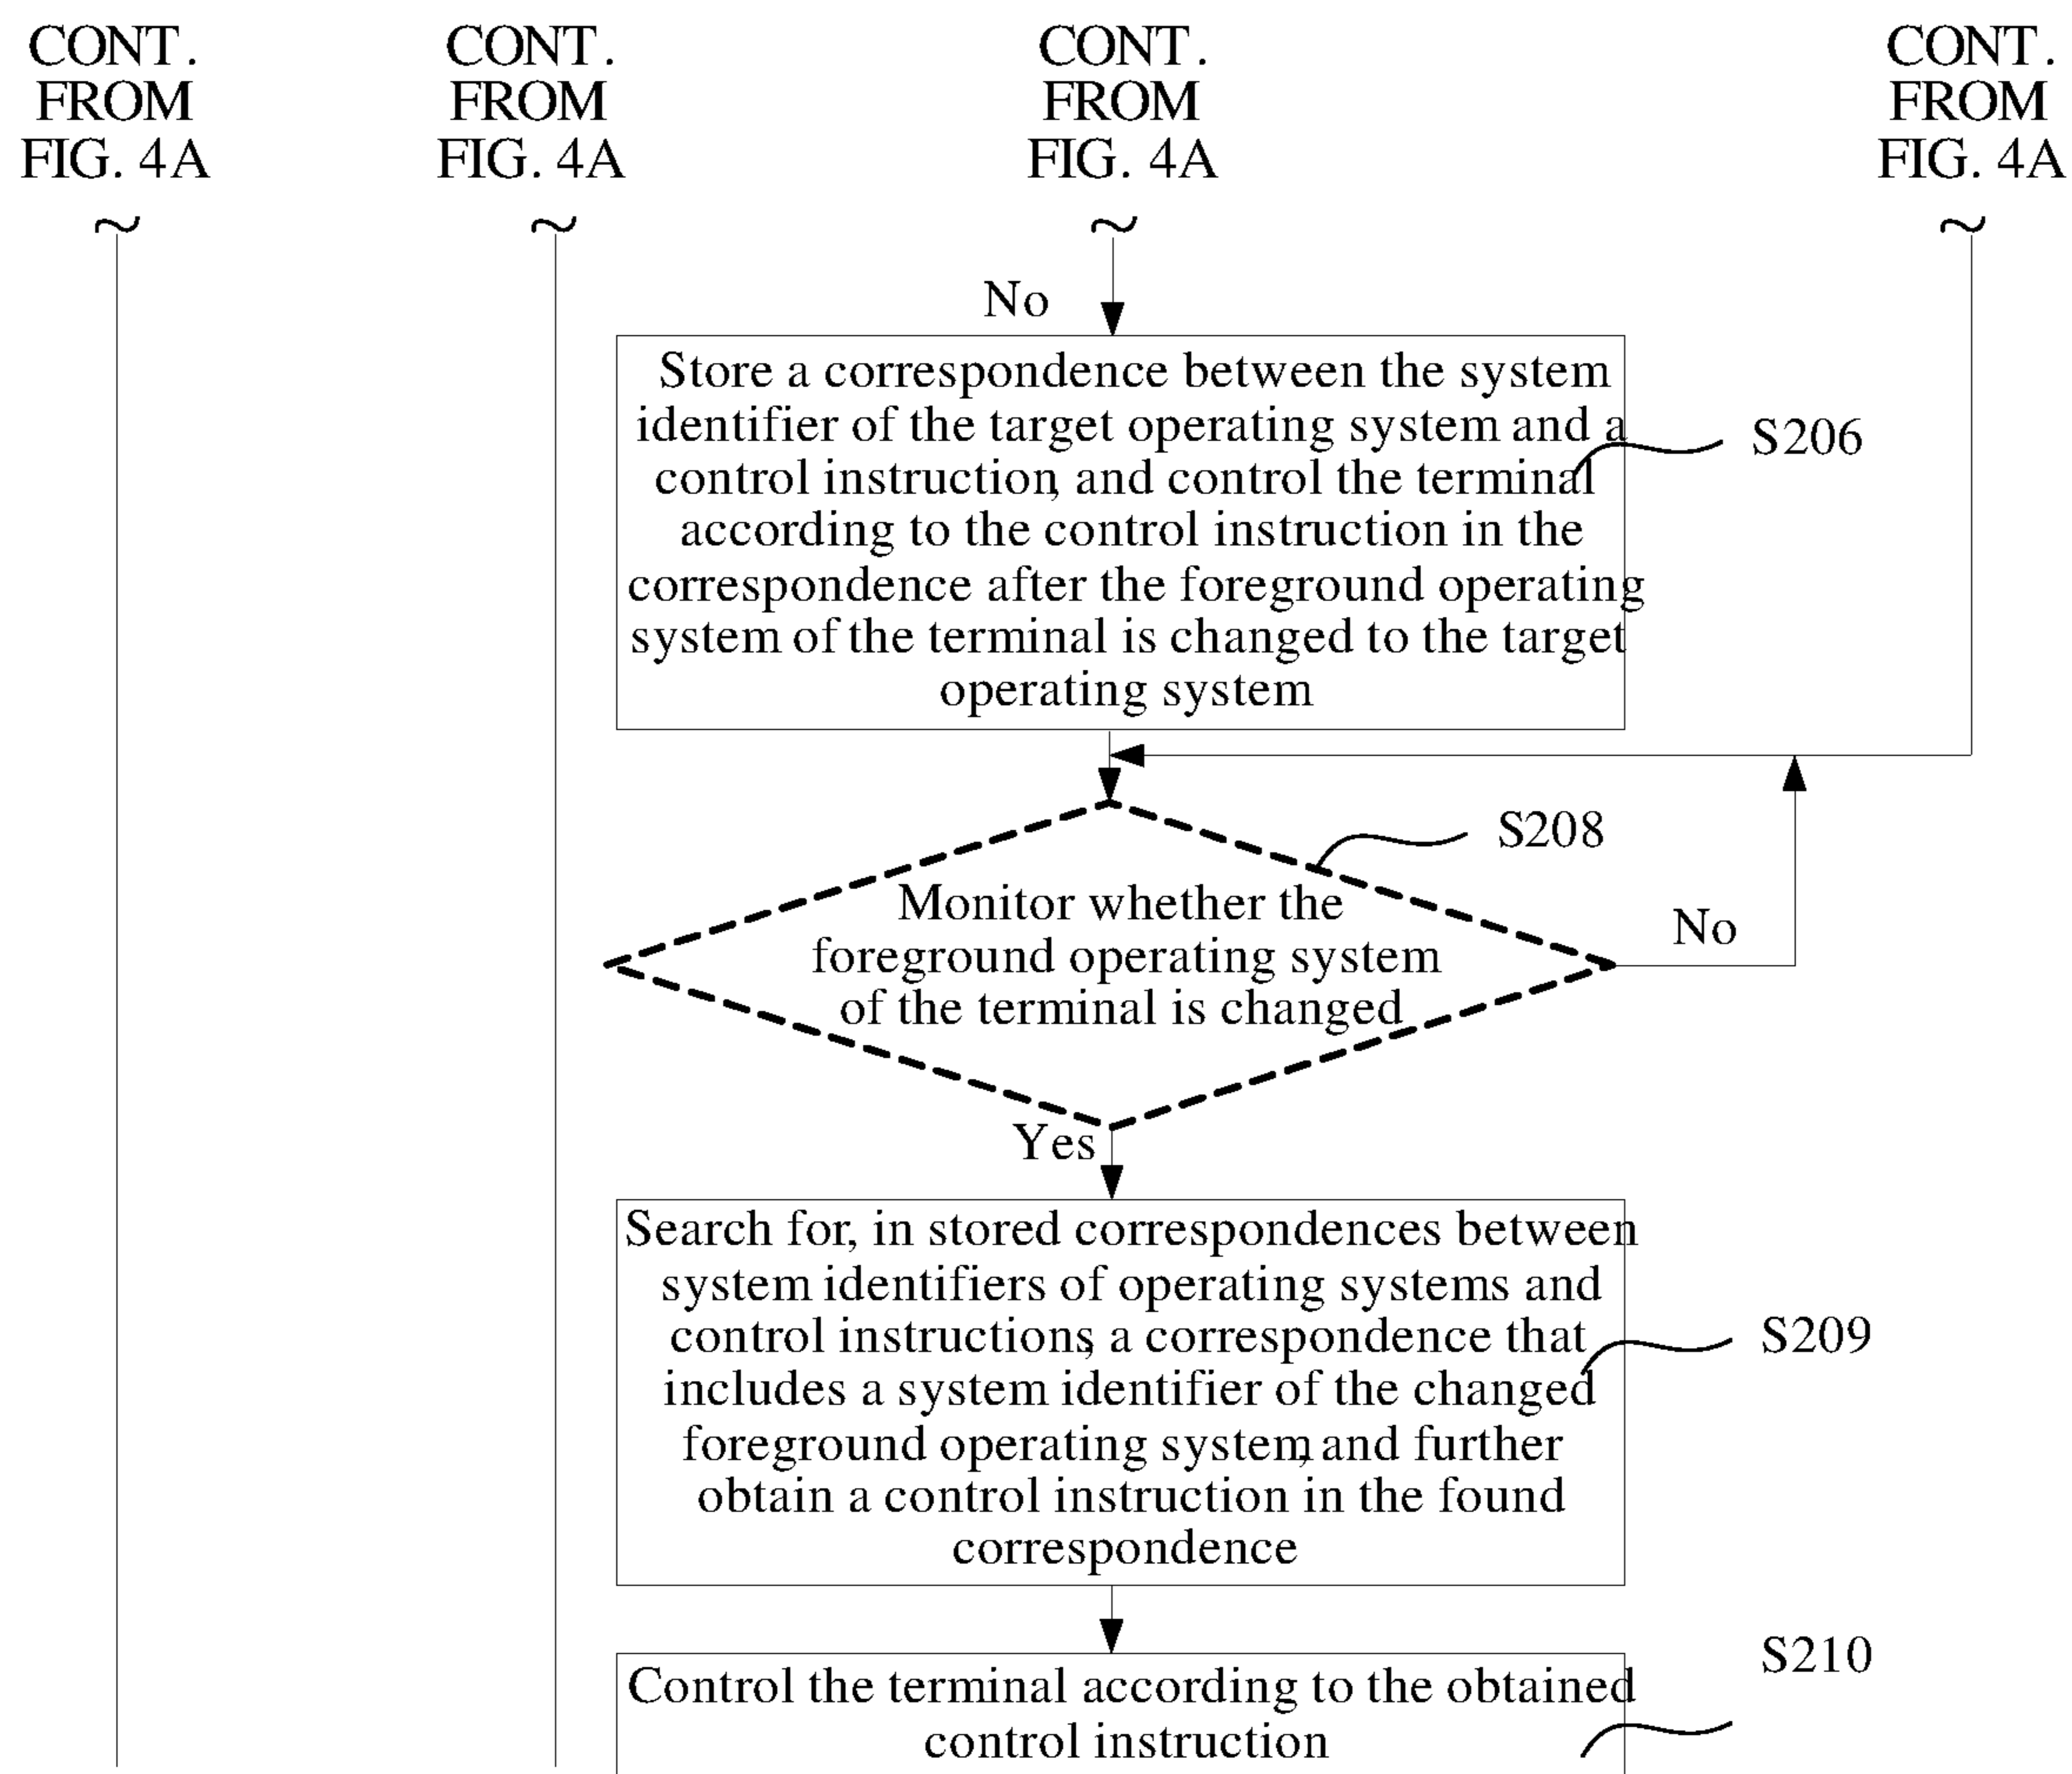 CONT.
FROM
FIG. 4A
CONT.
FROM
FIG. 4A
CONT.
FROM
FIG. 4A
CONT.
FROM
FIG. 4A
No
Store a correspondence between the system
identifier of the target operating system and a
control instruction, and control the terminal
according to the control instruction in the
correspondence after the foreground operating
system of the terminal is changed to the target
operating system
S206
S208
Monitor whether the
foreground operating system
of the terminal is changed
No
Yes
Search for, in stored correspondences between
system identifiers of operating systems and
control instructions, a correspondence that
includes a system identifier of the changed
foreground operating system, and further
obtain a control instruction in the found
correspondence
S209
S210
Control the terminal according to the obtained
control instruction